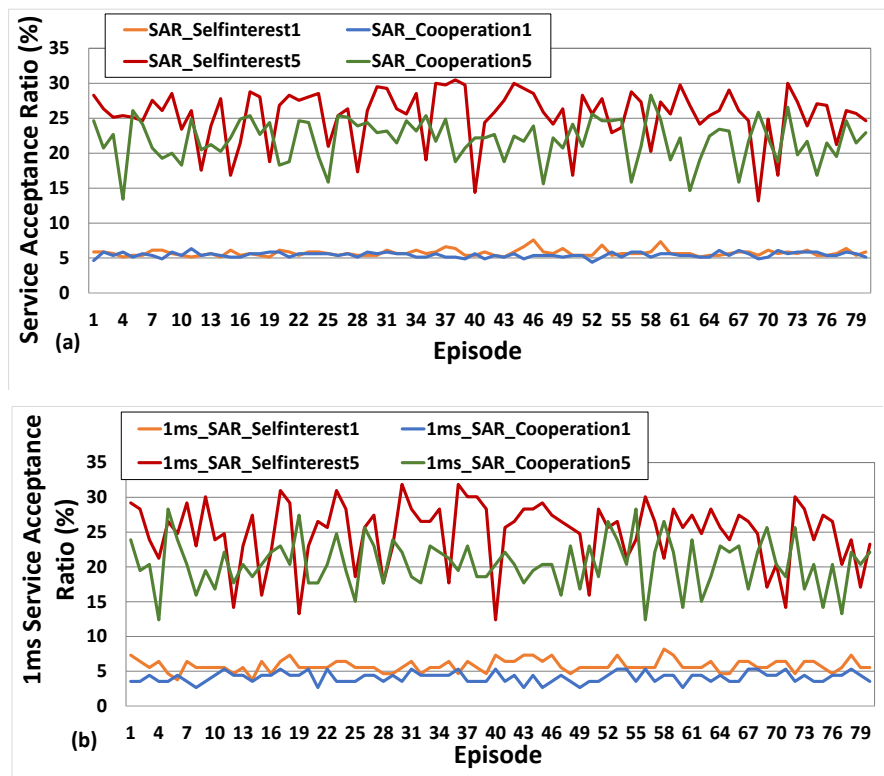 SAR_Selfinterest1 SAR_Cooperation1
SAR_Selfinterest5 SAR_Cooperation5
Service Acceptance Ratio (%)
35
30
25
20
15
10
5
0
1 4 7 10 13 16 19 22 25 28 31 34 37 40 43 46 49 52 55 58 61 64 67 70 73 76 79
(a)
Episode
1ms_SAR_Selfinterest1 1ms_SAR_Cooperation1
1ms_SAR_Selfinterest5 1ms_SAR_Cooperation5
1ms Service Acceptance
Ratio (%)
35
30
25
20
15
10
5
0
1 4 7 10 13 16 19 22 25 28 31 34 37 40 43 46 49 52 55 58 61 64 67 70 73 76 79
(b)
Episode